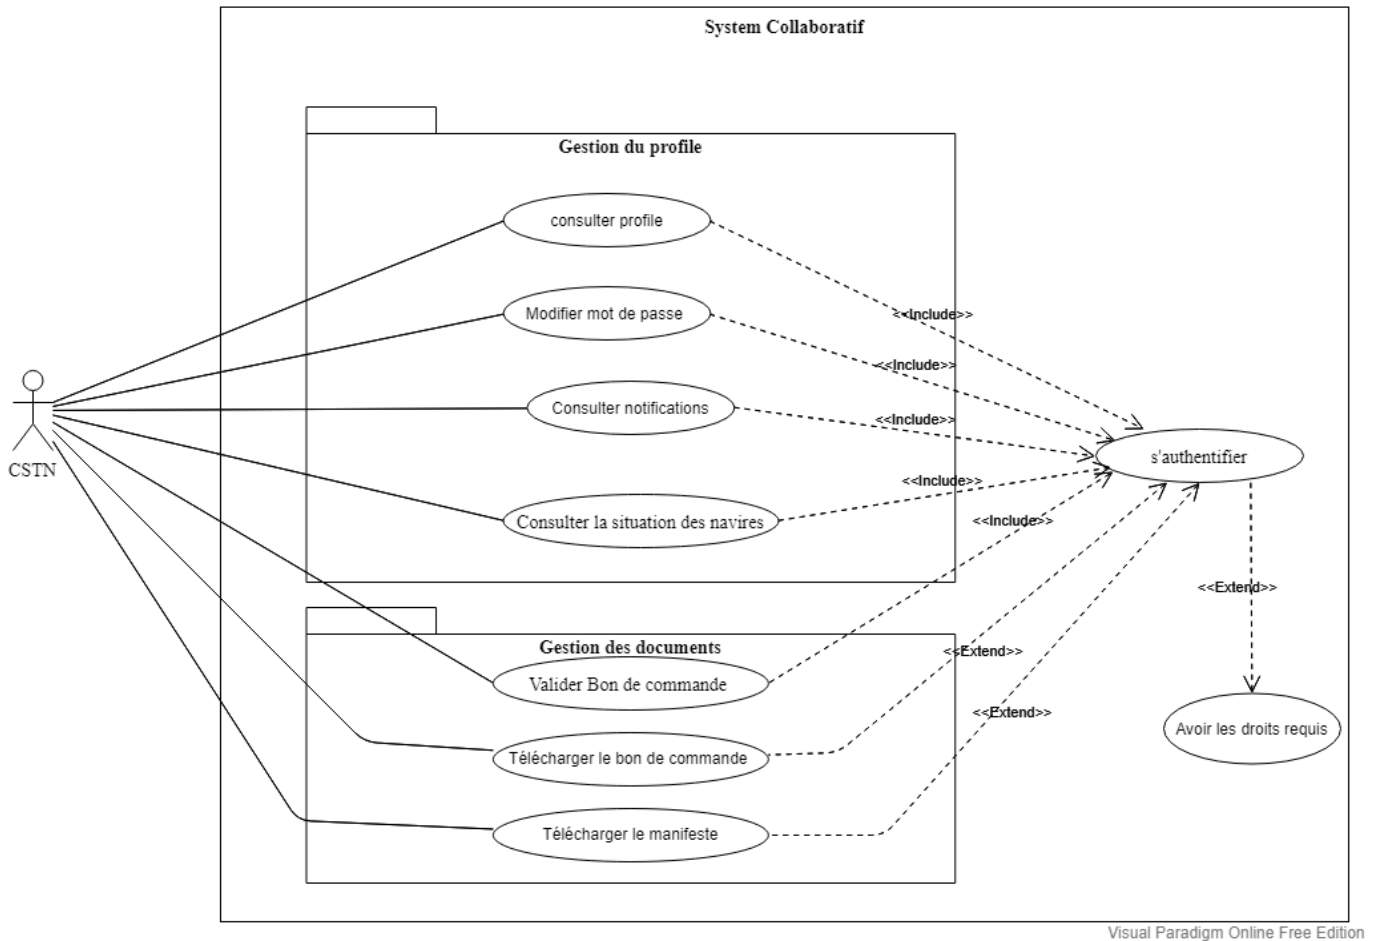 System Collaboratif
Gestion du profile
consulter profile
<<Include>>
Modifier mot de passe
<<Include>>
Consulter notifications
<<Include>>
CSTN
s'authentifier
<<Include>>
Consulter la situation des navires
<<Include>>
<<Extend>>
Gestion des documents
<<Extend>>
Valider Bon de commande
<<Extend>>
Avoir les droits requis
Télécharger le bon de commande
Télécharger le manifeste
Visual Paradigm Online Free Edition